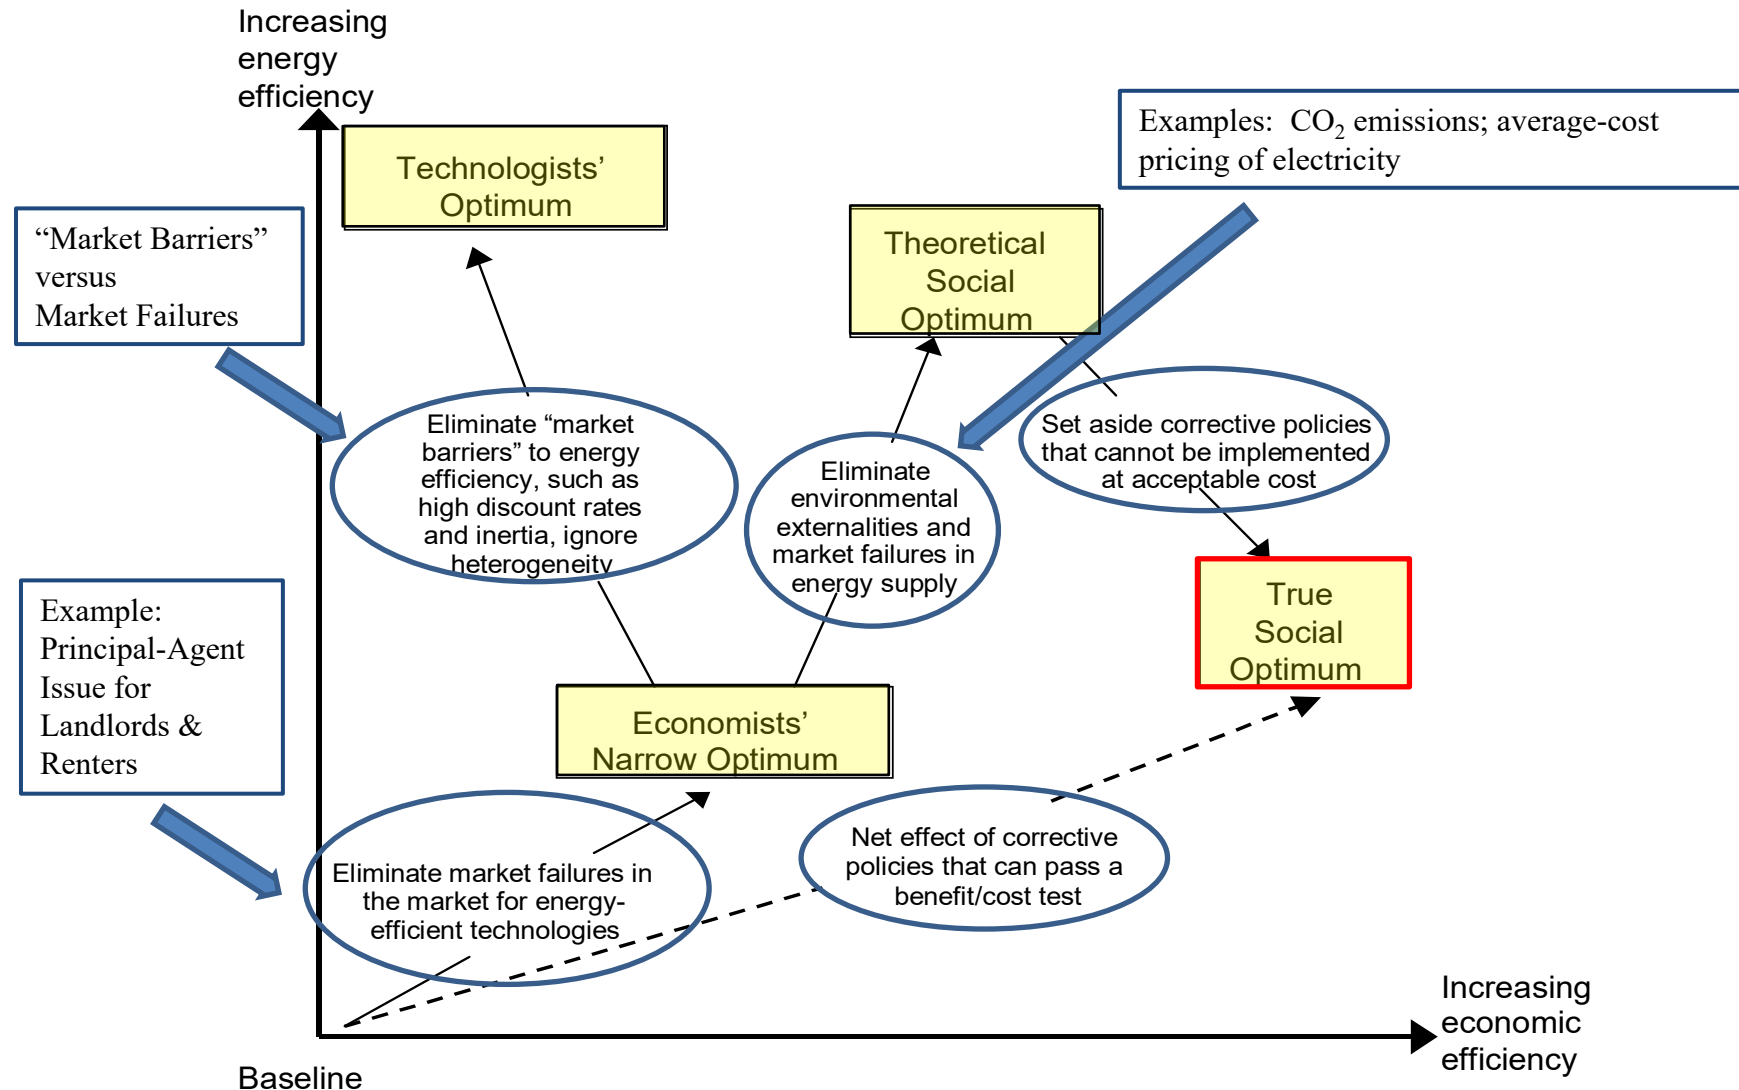 Increasing
energy
efficiency
Technologists’
Optimum
Examples: CO2 emissions; average-cost
pricing of electricity
“Market Barriers”
versus
Market Failures
Theoretical
Social
Optimum
Eliminate “market
barriers” to energy
efficiency, such as
high discount rates
and inertia, ignore
heterogeneity
Eliminate
environmental
externalities and
market failures in
energy supply
Set aside corrective policies
that cannot be implemented
at acceptable cost
Example:
Principal-Agent
Issue for
Landlords &
Renters
True
Social
Optimum
Economists’
Narrow Optimum
Eliminate market failures in
the market for energy-
efficient technologies
Net effect of corrective
policies that can pass a
benefit/cost test
Increasing
economic
efficiency
Baseline